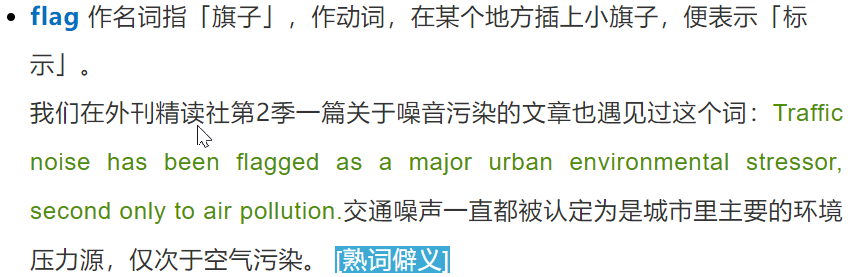 flag 作名词指「旗子」，作动词，在某个地方插上小旗子，便表示「标
示」。
我们在外刊精读社第2季一篇关于噪音污染的文章也遇见过这个词：Traffic
noise has been flagged as a major urban environmental stressor,
second only to air pollution.交通噪声一直都被认定为是城市里主要的环境
压力源，仅次于空气污染。 [熟词僻义]